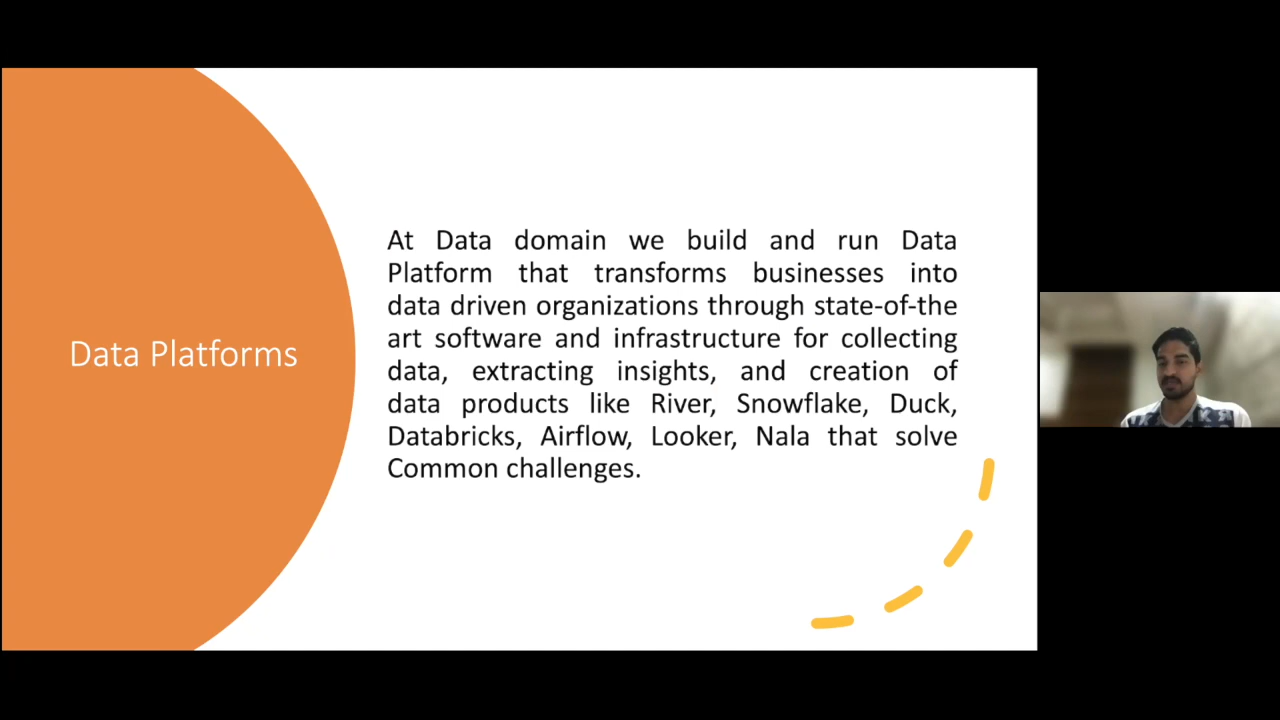 Data Platforms
At Data domain we build and run Data
Platform that transforms businesses into
data driven organizations through state-of-the
art software and infrastructure for collecting
data, extracting insights, and creation of
data products like River, Snowflake, Duck,
Databricks, Airflow, Looker, Nala that solve
Common challenges.